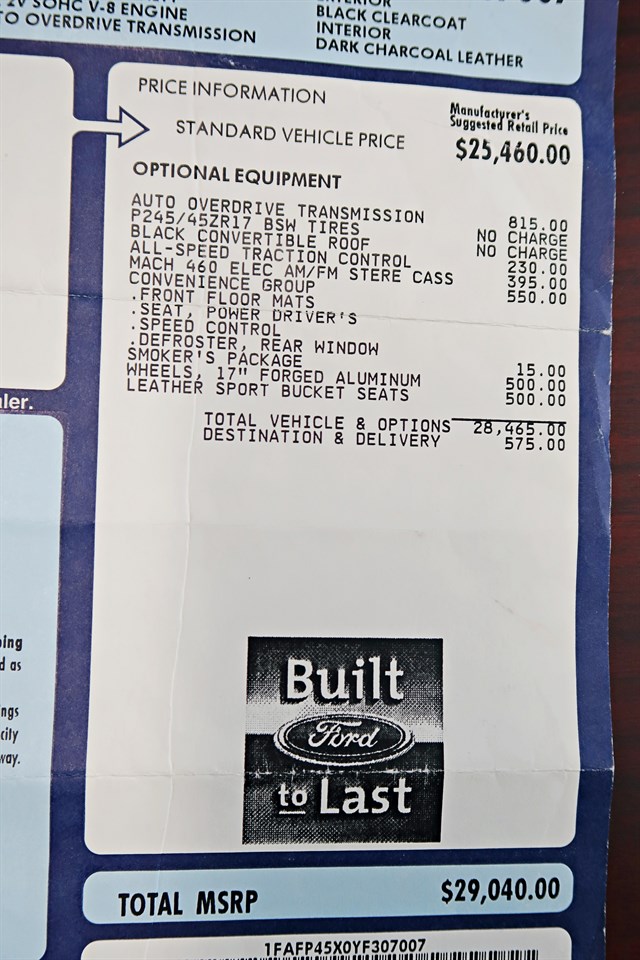 2V SOHC V-8 ENGINE
TO OVERDRIVE TRANSMISSION
EXTERIOR
BLACK CLEARCOAT
INTERIOR
DARK CHARCOAL LEATHER
PRICE INFORMATION
Manufacturer's
Suggested Retail Price
STANDARD VEHICLE PRICE $25,460.00
OPTIONAL EQUIPMENT
AUTO OVERDRIVE TRANSMISSION 815.00
P245/45ZR17 BSW TIRES NO CHARGE
BLACK CONVERTIBLE ROOF NO CHARGE
ALL-SPEED TRACTION CONTROL 230.00
MACH 460 ELEC AM/FM STERE CASS 395.00
CONVENIENCE GROUP 550.00
.FRONT FLOOR MATS
.SEAT, POWER DRIVER'S
.SPEED CONTROL
.DEFROSTER, REAR WINDOW
SMOKER'S PACKAGE 15.00
WHEELS, 17" FORGED ALUMINUM 500.00
LEATHER SPORT BUCKET SEATS 500.00
TOTAL VEHICLE & OPTIONS 28,465.00
DESTINATION & DELIVERY 575.00
Built
Ford
to Last
TOTAL MSRP $29,040.00
1FAFP45X0YF307007